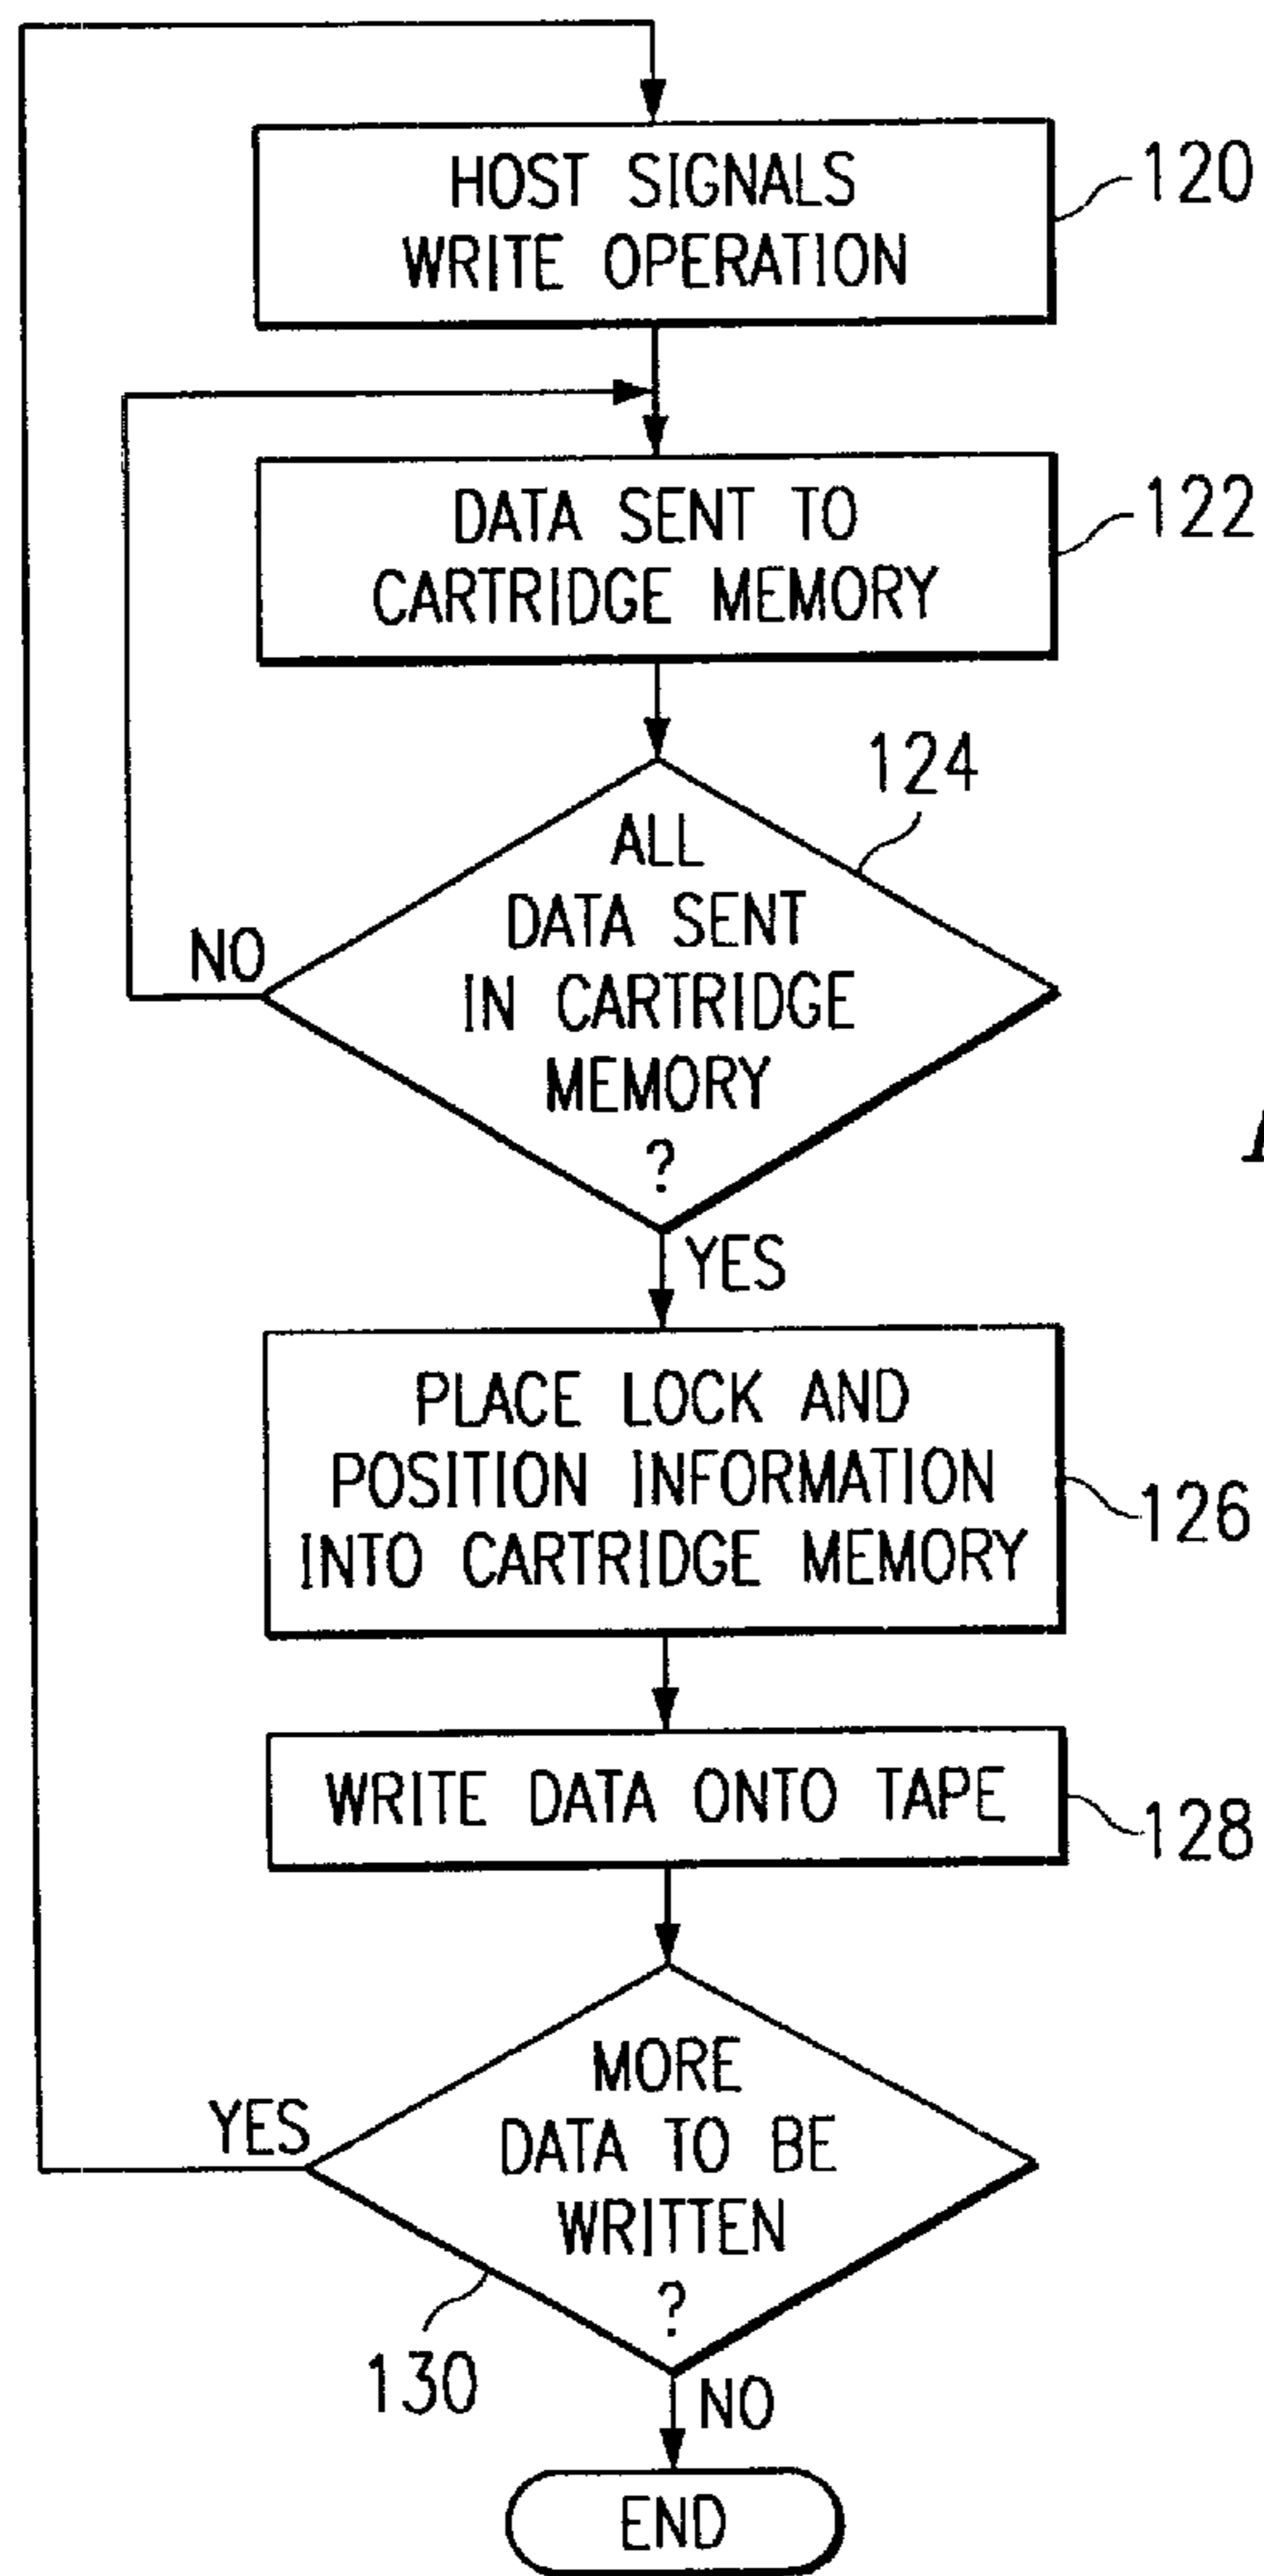 HOST SIGNALS
WRITE OPERATION
120
DATA SENT TO
CARTRIDGE MEMORY
122
124
ALL
DATA SENT
IN CARTRIDGE
MEMORY
?
NO
YES
PLACE LOCK AND
POSITION INFORMATION
INTO CARTRIDGE MEMORY
126
WRITE DATA ONTO TAPE
128
MORE
DATA TO BE
WRITTEN
?
YES
130
NO
END